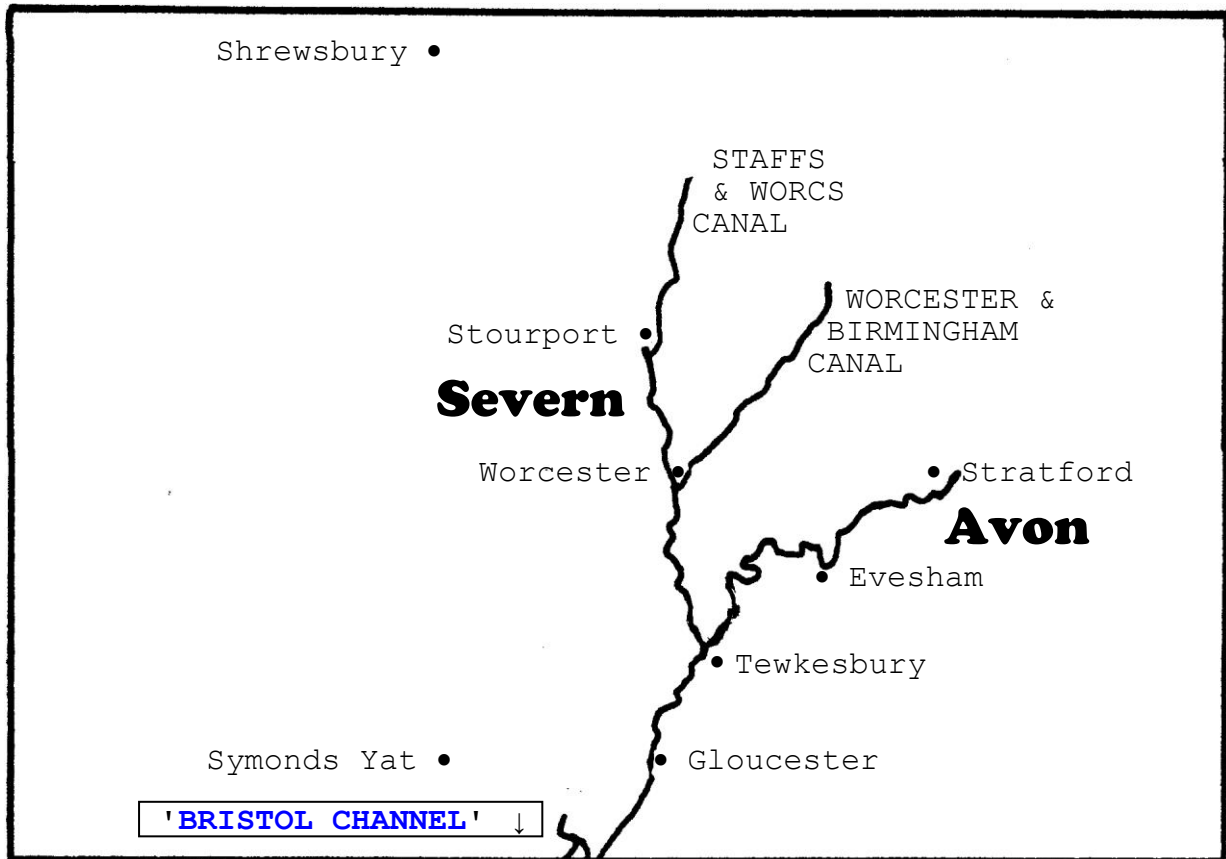 Shrewsbury
STAFFS
& WORCS
CANAL
WORCESTER &
BIRMINGHAM
CANAL
Stourport
Severn
Worcester
Stratford
Avon
Evesham
Tewkesbury
Symonds Yat
Gloucester
'BRISTOL CHANNEL' ↓